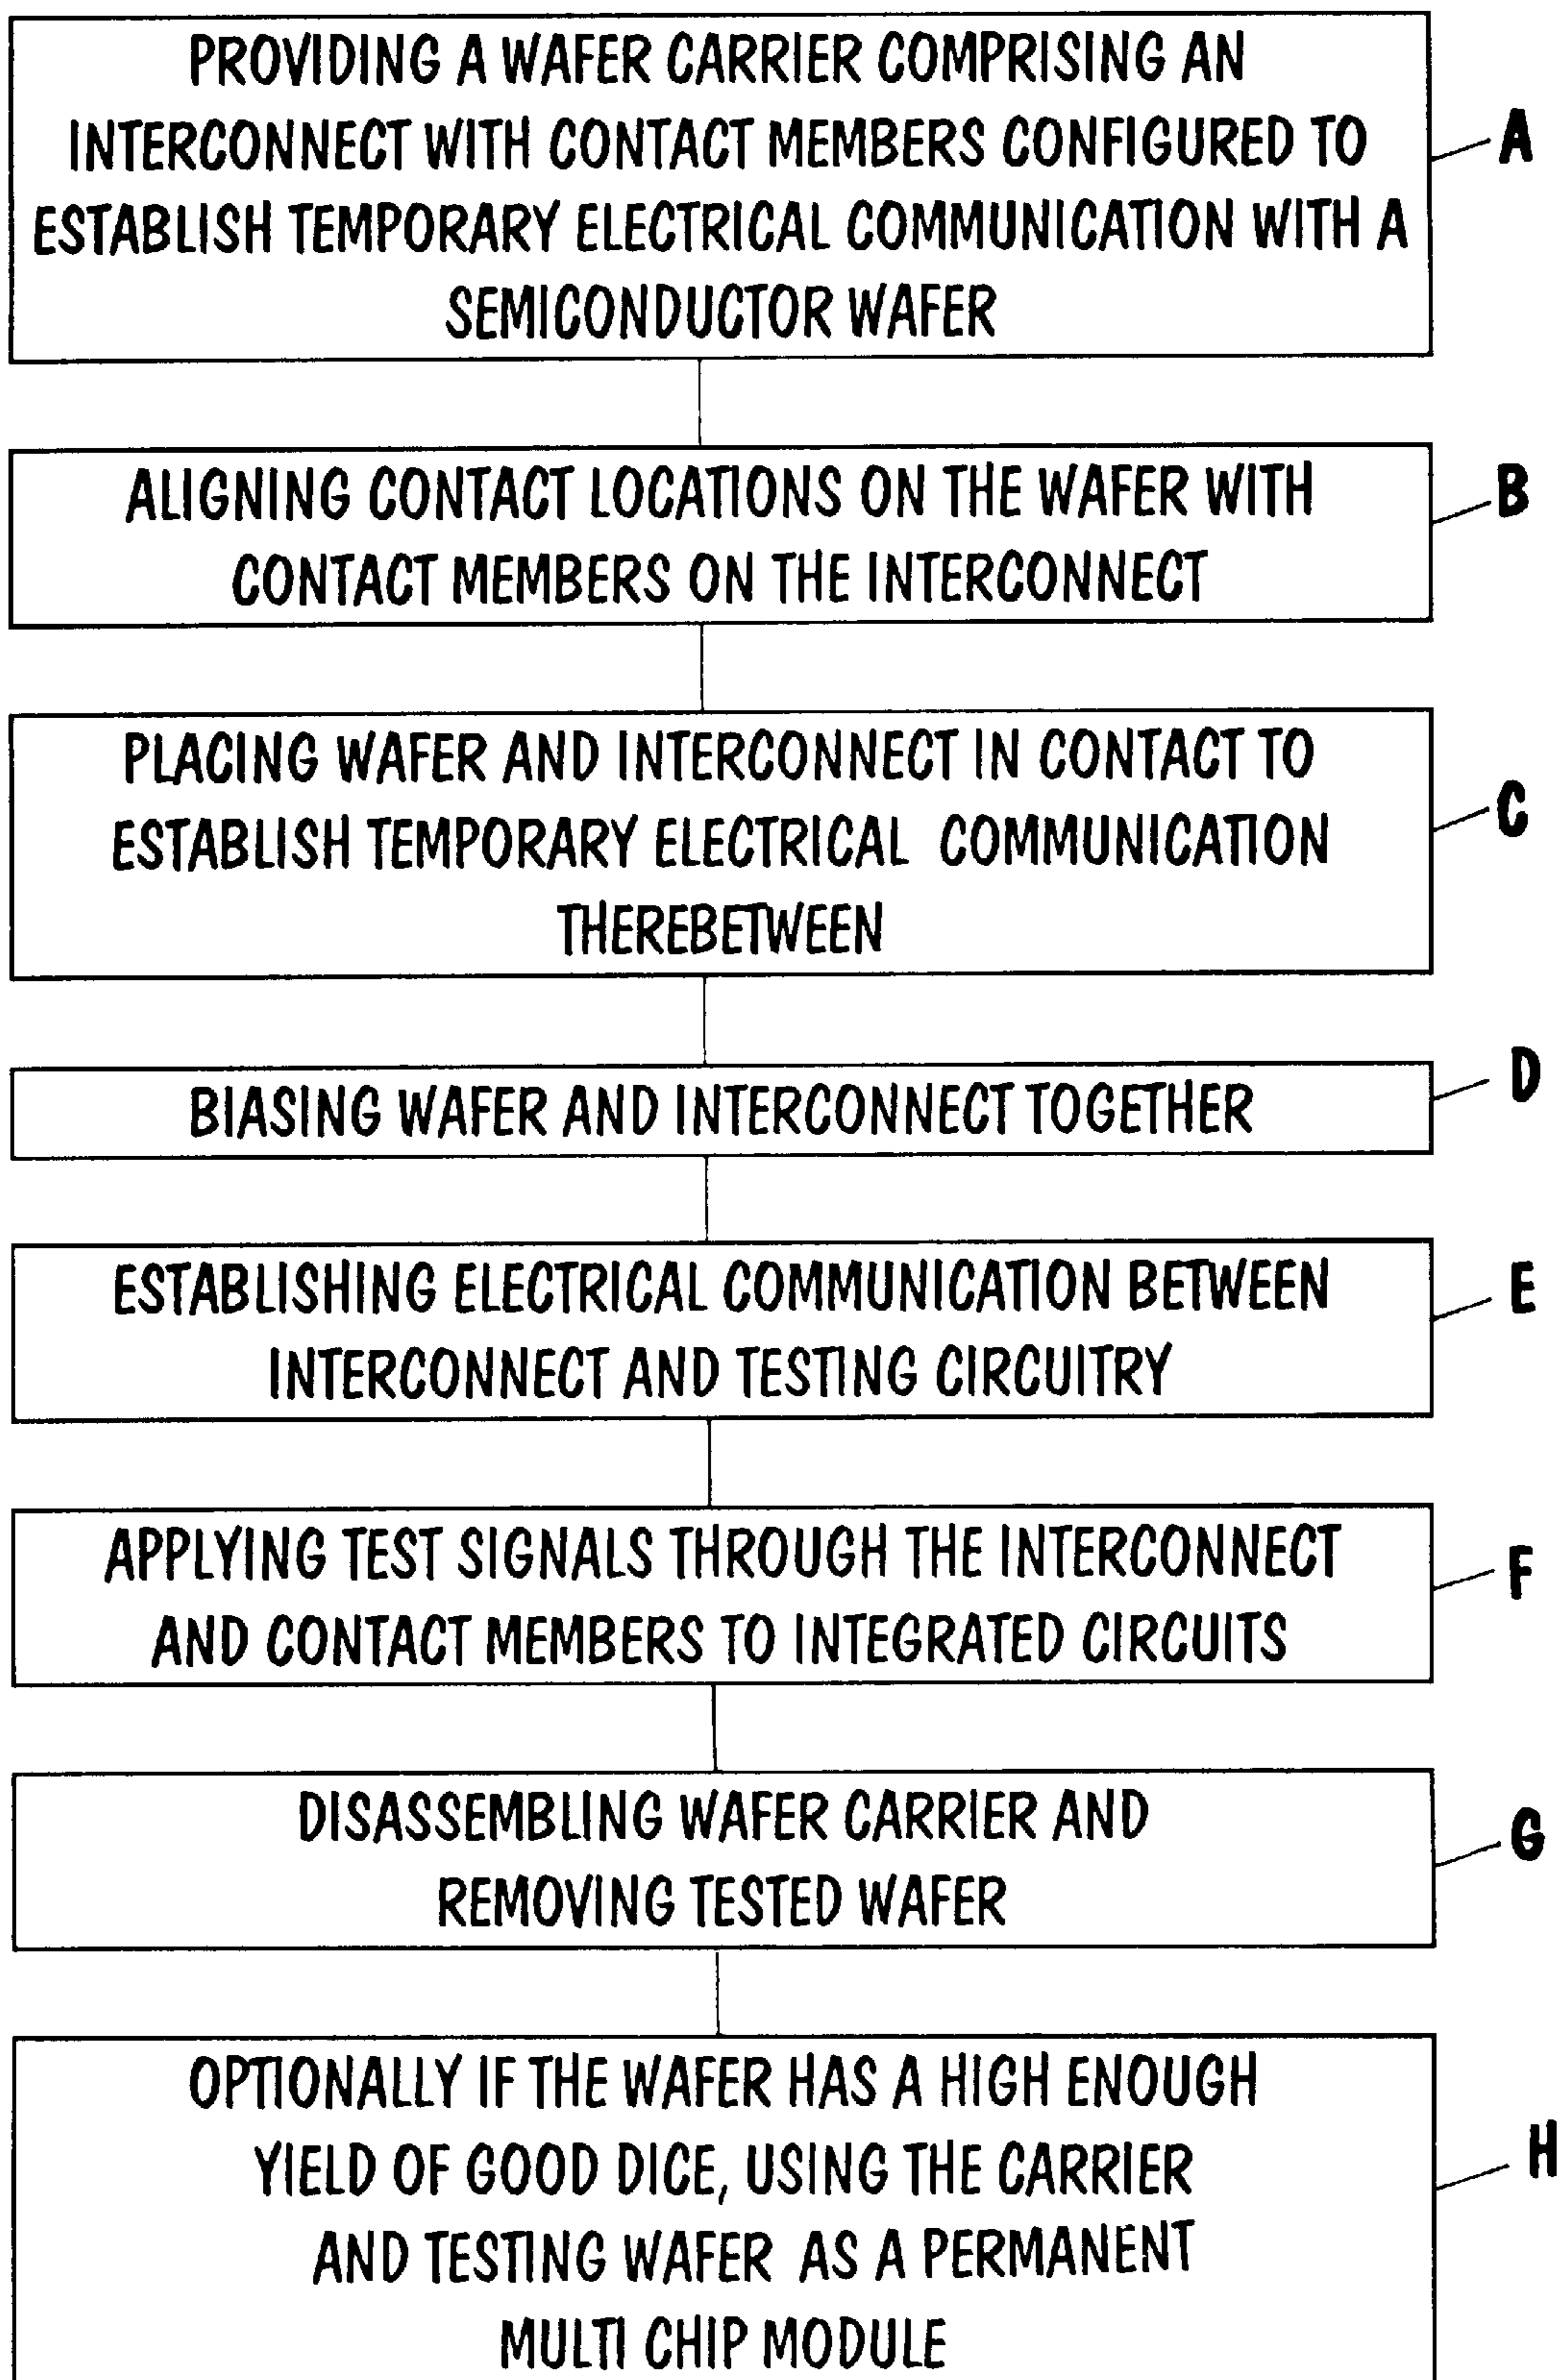 PROVIDING A WAFER CARRIER COMPRISING AN
INTERCONNECT WITH CONTACT MEMBERS CONFIGURED TO
ESTABLISH TEMPORARY ELECTRICAL COMMUNICATION WITH A
SEMICONDUCTOR WAFER
A
ALIGNING CONTACT LOCATIONS ON THE WAFER WITH
CONTACT MEMBERS ON THE INTERCONNECT
B
PLACING WAFER AND INTERCONNECT IN CONTACT TO
ESTABLISH TEMPORARY ELECTRICAL COMMUNICATION
THEREBETWEEN
C
BIASING WAFER AND INTERCONNECT TOGETHER
D
ESTABLISHING ELECTRICAL COMMUNICATION BETWEEN
INTERCONNECT AND TESTING CIRCUITRY
E
APPLYING TEST SIGNALS THROUGH THE INTERCONNECT
AND CONTACT MEMBERS TO INTEGRATED CIRCUITS
F
DISASSEMBLING WAFER CARRIER AND
REMOVING TESTED WAFER
G
OPTIONALLY IF THE WAFER HAS A HIGH ENOUGH
YIELD OF GOOD DICE, USING THE CARRIER
AND TESTING WAFER AS A PERMANENT
MULTI CHIP MODULE
H